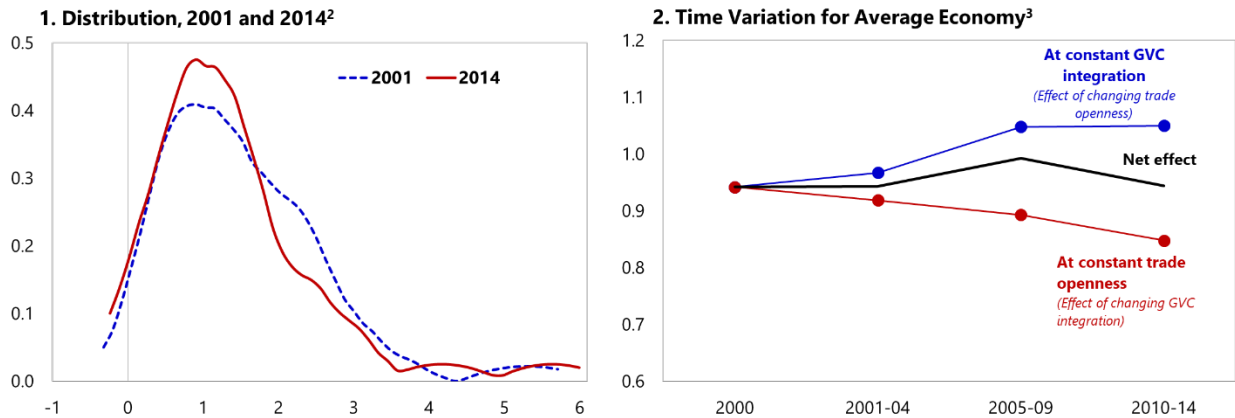 1. Distribution, 2001 and 2014²
0.5
0.4
0.3
0.2
0.1
0.0
-1 0 1 2 3 4 5 6
2001 2014
2. Time Variation for Average Economy³
1.2
1.1
1.0
0.9
0.8
0.7
0.6
2000 2001-04 2005-09 2010-14
At constant GVC
integration
(Effect of changing trade
openness)
Net effect
At constant trade
openness
(Effect of changing GVC
integration)